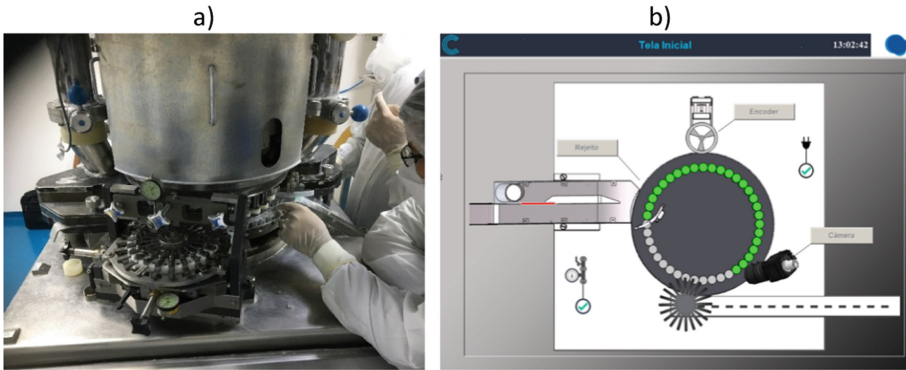 a)
b)
Tela Inicial
13:02:42
Encoder
Rejeito
Câmera